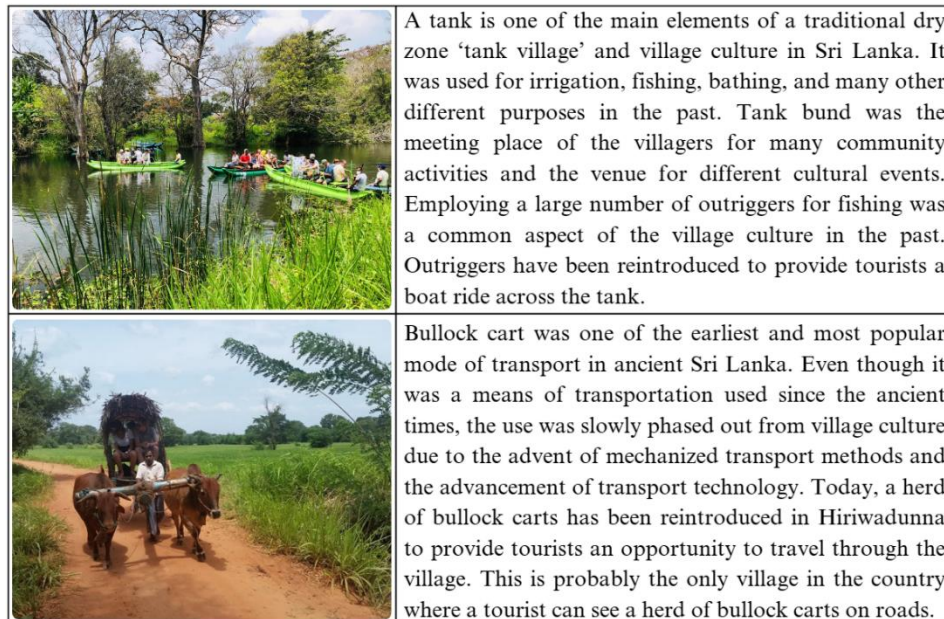 A tank is one of the main elements of a traditional dry
zone ‘tank village’ and village culture in Sri Lanka. It
was used for irrigation, fishing, bathing, and many other
different purposes in the past. Tank bund was the
meeting place of the villagers for many community
activities and the venue for different cultural events.
Employing a large number of outriggers for fishing was
a common aspect of the village culture in the past.
Outriggers have been reintroduced to provide tourists a
boat ride across the tank.
Bullock cart was one of the earliest and most popular
mode of transport in ancient Sri Lanka. Even though it
was a means of transportation used since the ancient
times, the use was slowly phased out from village culture
due to the advent of mechanized transport methods and
the advancement of transport technology. Today, a herd
of bullock carts has been reintroduced in Hiriwadunna
to provide tourists an opportunity to travel through the
village. This is probably the only village in the country
where a tourist can see a herd of bullock carts on roads.